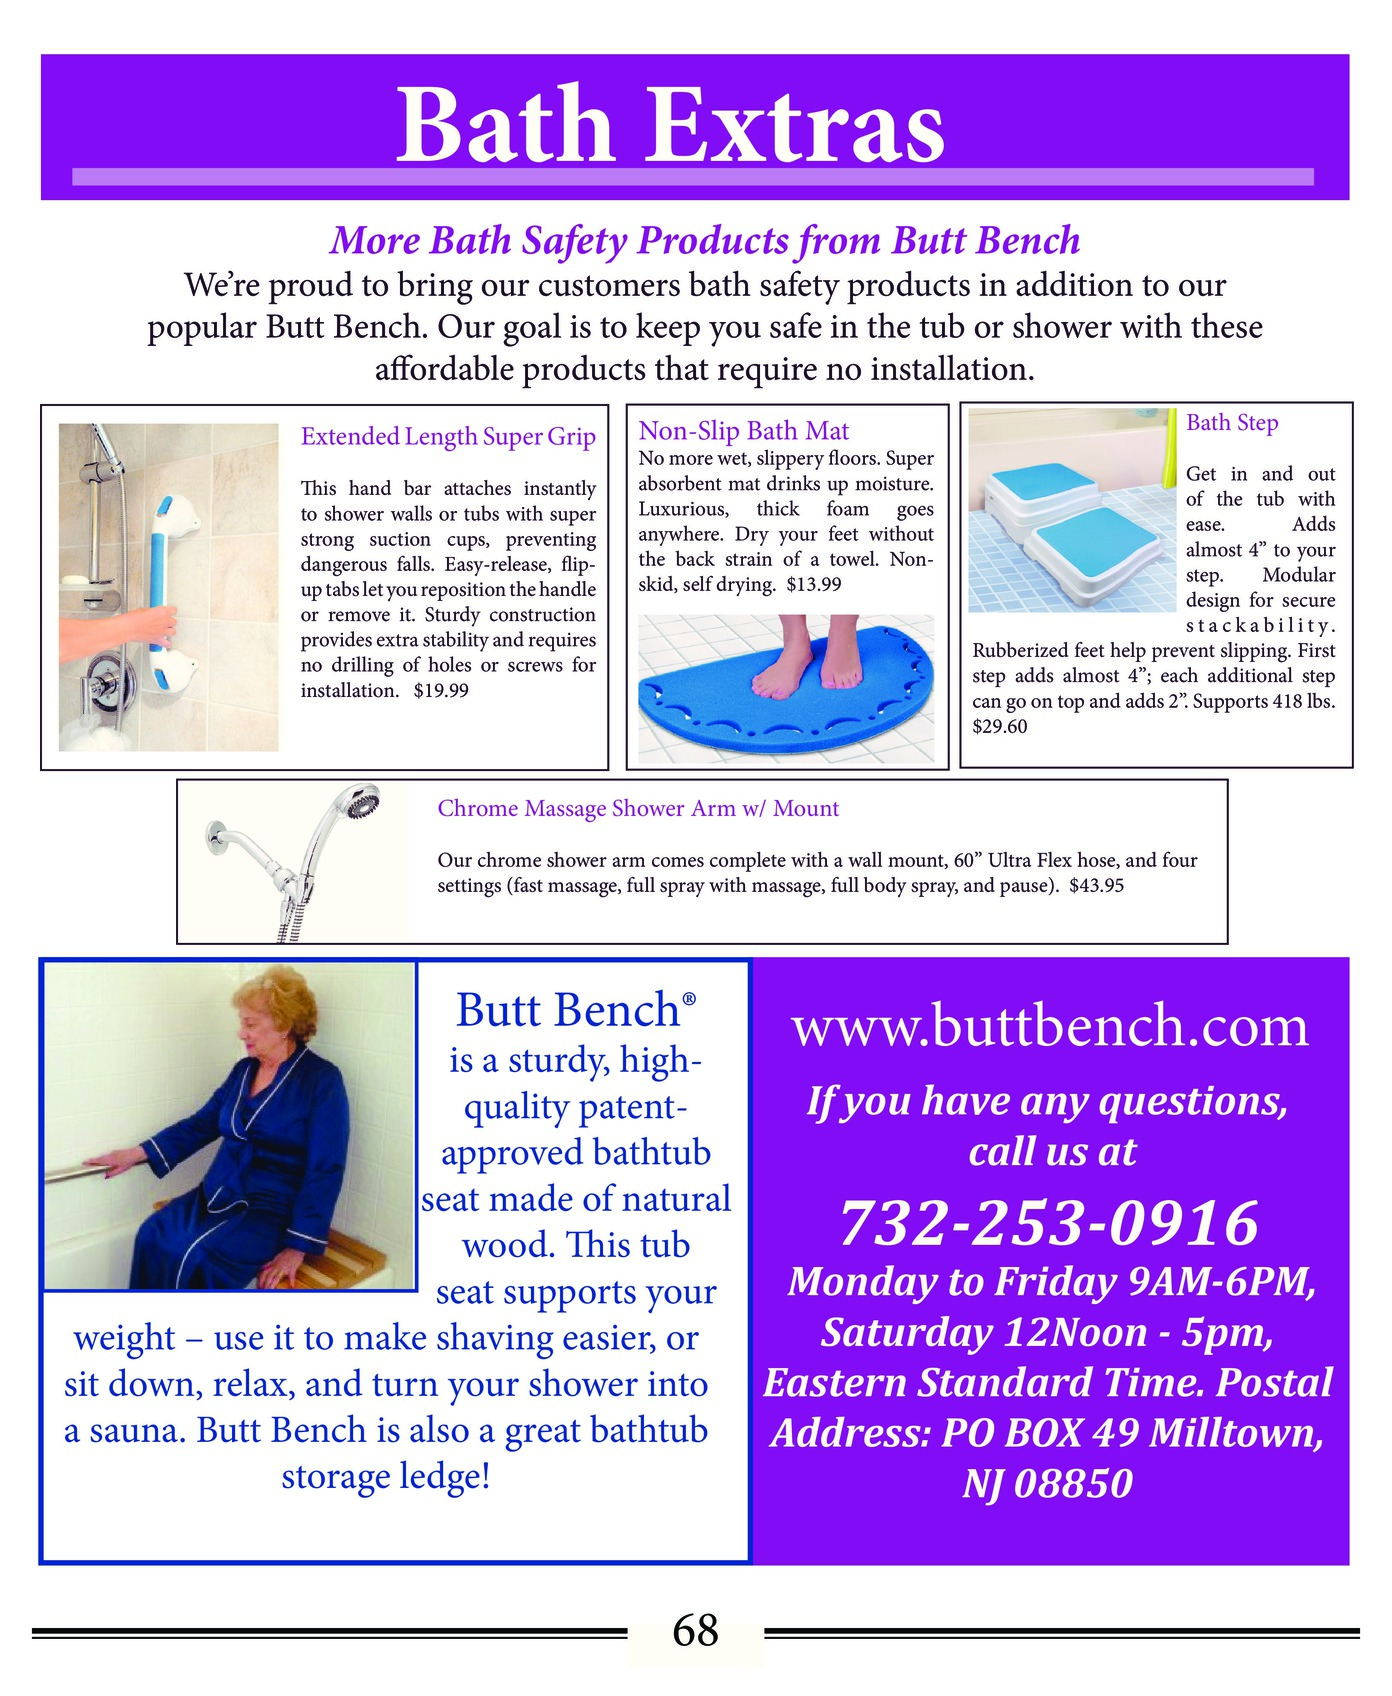 Bath Extras
More Bath Safety Products from Butt Bench
We're proud to bring our customers bath safety products in addition to our
popular Butt Bench. Our goal is to keep you safe in the tub or shower with these
affordable products that require no installation.
Extended Length Super Grip
This hand bar attaches instantly
to shower walls or tubs with super
strong suction cups, preventing
dangerous falls. Easy-release, flip-
up tabs let you reposition the handle
or remove it. Sturdy construction
provides extra stability and requires
no drilling of holes or screws for
installation. $19.99
Non-Slip Bath Mat
No more wet, slippery floors. Super
absorbent mat drinks up moisture.
Luxurious, thick foam goes
anywhere. Dry your feet without
the back strain of a towel. Non-
skid, self drying. $13.99
Bath Step
Get in and out
of the tub with
ease. Adds
almost 4” to your
step. Modular
design for secure
stackability.
Rubberized feet help prevent slipping. First
step adds almost 4”; each additional step
can go on top and adds 2”. Supports 418 lbs.
$29.60
Chrome Massage Shower Arm w/ Mount
Our chrome shower arm comes complete with a wall mount, 60” Ultra Flex hose, and four
settings (fast massage, full spray with massage, full body spray, and pause). $43.95
Butt Bench®
is a sturdy, high-
quality patent-
approved bathtub
seat made of natural
wood. This tub
seat supports your
weight – use it to make shaving easier, or
sit down, relax, and turn your shower into
a sauna. Butt Bench is also a great bathtub
storage ledge!
www.buttbench.com
If you have any questions,
call us at
732-253-0916
Monday to Friday 9AM-6PM,
Saturday 12Noon - 5pm,
Eastern Standard Time. Postal
Address: PO BOX 49 Milltown,
NJ 08850
68